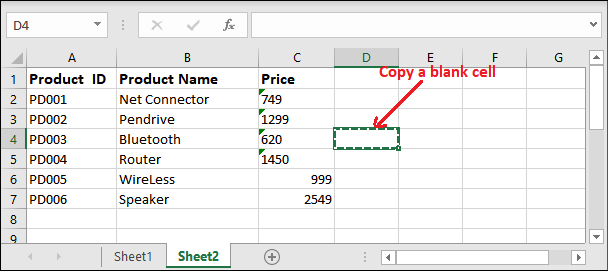 D4 fx
A B C D E F G
1 Product ID Product Name Price Copy a blank cell
2 PD001 Net Connector 749
3 PD002 Pendrive 1299
4 PD003 Bluetooth 620
5 PD004 Router 1450
6 PD005 WireLess 999
7 PD006 Speaker 2549
8
9
Sheet1 Sheet2